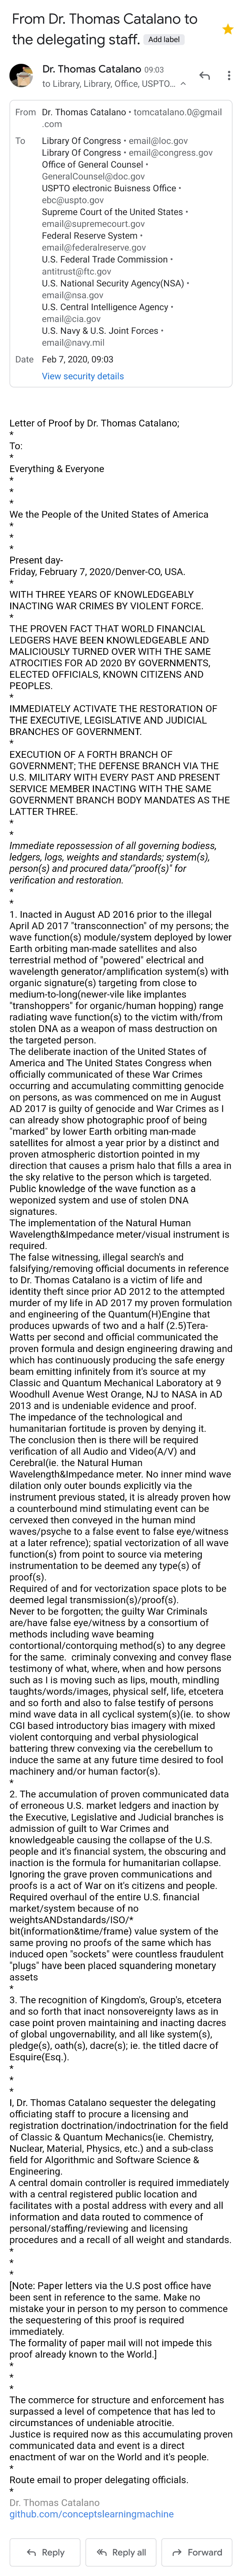 From Dr. Thomas Catalano to
the delegating staff. Add label
Dr. Thomas Catalano 09:03
to Library, Library, Office, USPTO...
From Dr. Thomas Catalano • tomcatalano.0@gmail
.com
To Library Of Congress • email@loc.gov
Library Of Congress • email@congress.gov
Office of General Counsel •
GeneralCounsel@doc.gov
USPTO electronic Buisness Office •
ebc@uspto.gov
Supreme Court of the United States •
email@supremecourt.gov
Federal Reserve System •
email@federalreserve.gov
U.S. Federal Trade Commission •
antitrust@ftc.gov
U.S. National Security Agency(NSA) •
email@nsa.gov
U.S. Central Intelligence Agency •
email@cia.gov
U.S. Navy & U.S. Joint Forces •
email@navy.mil
Date Feb 7, 2020, 09:03
View security details
Letter of Proof by Dr. Thomas Catalano;
*
To:
*
Everything & Everyone
*
*
*
We the People of the United States of America
*
*
*
Present day-
Friday, February 7, 2020/Denver-CO, USA.
*
WITH THREE YEARS OF KNOWLEDGEABLY
INACTING WAR CRIMES BY VIOLENT FORCE.
*
THE PROVEN FACT THAT WORLD FINANCIAL
LEDGERS HAVE BEEN KNOWLEDGEABLE AND
MALICIOUSLY TURNED OVER WITH THE SAME
ATROCITIES FOR AD 2020 BY GOVERNMENTS,
ELECTED OFFICIALS, KNOWN CITIZENS AND
PEOPLES.
*
IMMEDIATELY ACTIVATE THE RESTORATION OF
THE EXECUTIVE, LEGISLATIVE AND JUDICIAL
BRANCHES OF GOVERNMENT.
*
EXECUTION OF A FORTH BRANCH OF
GOVERNMENT; THE DEFENSE BRANCH VIA THE
U.S. MILITARY WITH EVERY PAST AND PRESENT
SERVICE MEMBER INACTING WITH THE SAME
GOVERNMENT BRANCH BODY MANDATES AS THE
LATTER THREE.
*
*
Immediate repossession of all governing bodiess,
ledgers, logs, weights and standards; system(s),
person(s) and procured data/"proof(s)" for
verification and restoration.
*
*
1. Inacted in August AD 2016 prior to the illegal
April AD 2017 "transconnection" of my persons; the
wave function(s) module/system deployed by lower
Earth orbiting man-made satellites and also
terrestrial method of "powered" electrical and
wavelength generator/amplification system(s) with
organic signature(s) targeting from close to
medium-to-long(newer-vile like implantes
"transhoppers" for organic/human hopping) range
radiating wave function(s) to the victim with/from
stolen DNA as a weapon of mass destruction on
the targeted person.
The deliberate inaction of the United States of
America and The United States Congress when
officially communicated of these War Crimes
occurring and accumulating committing genocide
on persons, as was commenced on me in August
AD 2017 is guilty of genocide and War Crimes as I
can already show photographic proof of being
"marked" by lower Earth orbiting man-made
satellites for almost a year prior by a distinct and
proven atmospheric distortion pointed in my
direction that causes a prism halo that fills a area in
the sky relative to the person which is targeted.
Public knowledge of the wave function as a
weponized system and use of stolen DNA
signatures.
The implementation of the Natural Human
Wavelength&Impedance meter/visual instrument is
required.
The false witnessing, illegal search's and
falsifying/removing official documents in reference
to Dr. Thomas Catalano is a victim of life and
identity theft since prior AD 2012 to the attempted
murder of my life in AD 2017 my proven formulation
and engineering of the Quantum(H)Engine that
produces upwards of two and a half (2.5)Tera-
Watts per second and official communicated the
proven formula and design engineering drawing and
which has continuously producing the safe energy
beam emitting infinitely from it's source at my
Classic and Quantum Mechanical Laboratory at 9
Woodhull Avenue West Orange, NJ to NASA in AD
2013 and is undeniable evidence and proof.
The impedance of the technological and
humanitarian fortitude is proven by denying it.
The conclusion then is there will be required
verification of all Audio and Video(A/V) and
Cerebral(ie. the Natural Human
Wavelength&Impedance meter. No inner mind wave
dilation only outer bounds explicitly via the
instrument previous stated, it is already proven how
a counterbound mind stimulating event can be
cervexed then conveyed in the human mind
waves/psyche to a false event to false eye/witness
at a later refrence); spatial vectorization of all wave
function(s) from point to source via metering
instrumentation to be deemed any type(s) of
proof(s).
Required of and for vectorization space plots to be
deemed legal transmission(s)/proof(s).
Never to be forgotten; the guilty War Criminals
are/have false eye/witness by a consortium of
methods including wave beaming
contortional/contorquing method(s) to any degree
for the same. criminaly convexing and convey flase
testimony of what, where, when and how persons
such as I is moving such as lips, mouth, mindling
taughts/words/images, physical self, life, etcetera
and so forth and also to false testify of persons
mind wave data in all cyclical system(s)(ie. to show
CGI based introductory bias imagery with mixed
violent contorquing and verbal physiological
battering threw convexing via the cerebellum to
induce the same at any future time desired to fool
machinery and/or human factor(s).
*
2. The accumulation of proven communicated data
of erroneous U.S. market ledgers and inaction by
the Executive, Legislative and Judicial branches is
admission of guilt to War Crimes and
knowledgeable causing the collapse of the U.S.
people and it's financial system, the obscuring and
inaction is the formula for humanitarian collapse.
Ignoring the grave proven communications and
proofs is a act of War on it's citizens and people.
Required overhaul of the entire U.S. financial
market/system because of no
weightsANDstandards/ISO/*
bit(information&time/frame) value system of the
same proving no proofs of the same which has
induced open "sockets" were countless fraudulent
"plugs" have been placed squandering monetary
assets
*
3. The recognition of Kingdom's, Group's, etcetera
and so forth that inact nonsovereignty laws as in
case point proven maintaining and inacting dacres
of global ungovernability, and all like system(s),
pledge(s), oath(s), dacre(s); ie. the titled dacre of
Esquire(Esq.).
*
*
*
I, Dr. Thomas Catalano sequester the delegating
officiating staff to procure a licensing and
registration doctrination/indoctrination for the field
of Classic & Quantum Mechanics(ie. Chemistry,
Nuclear, Material, Physics, etc.) and a sub-class
field for Algorithmic and Software Science &
Engineering.
A central domain controller is required immediately
with a central registered public location and
facilitates with a postal address with every and all
information and data routed to commence of
personal/staffing/reviewing and licensing
procedures and a recall of all weight and standards.
*
*
*
[Note: Paper letters via the U.S post office have
been sent in reference to the same. Make no
mistake your in person to my person to commence
the sequestering of this proof is required
immediately.
The formality of paper mail will not impede this
proof already known to the World.]
*
*
*
The commerce for structure and enforcement has
surpassed a level of competence that has led to
circumstances of undeniable atrocitie.
Justice is required now as this accumulating proven
communicated data and event is a direct
enactment of war on the World and it's people.
*
Route email to proper delegating officials.
*
Dr. Thomas Catalano
github.com/conceptslearningmachine
Reply Reply all Forward